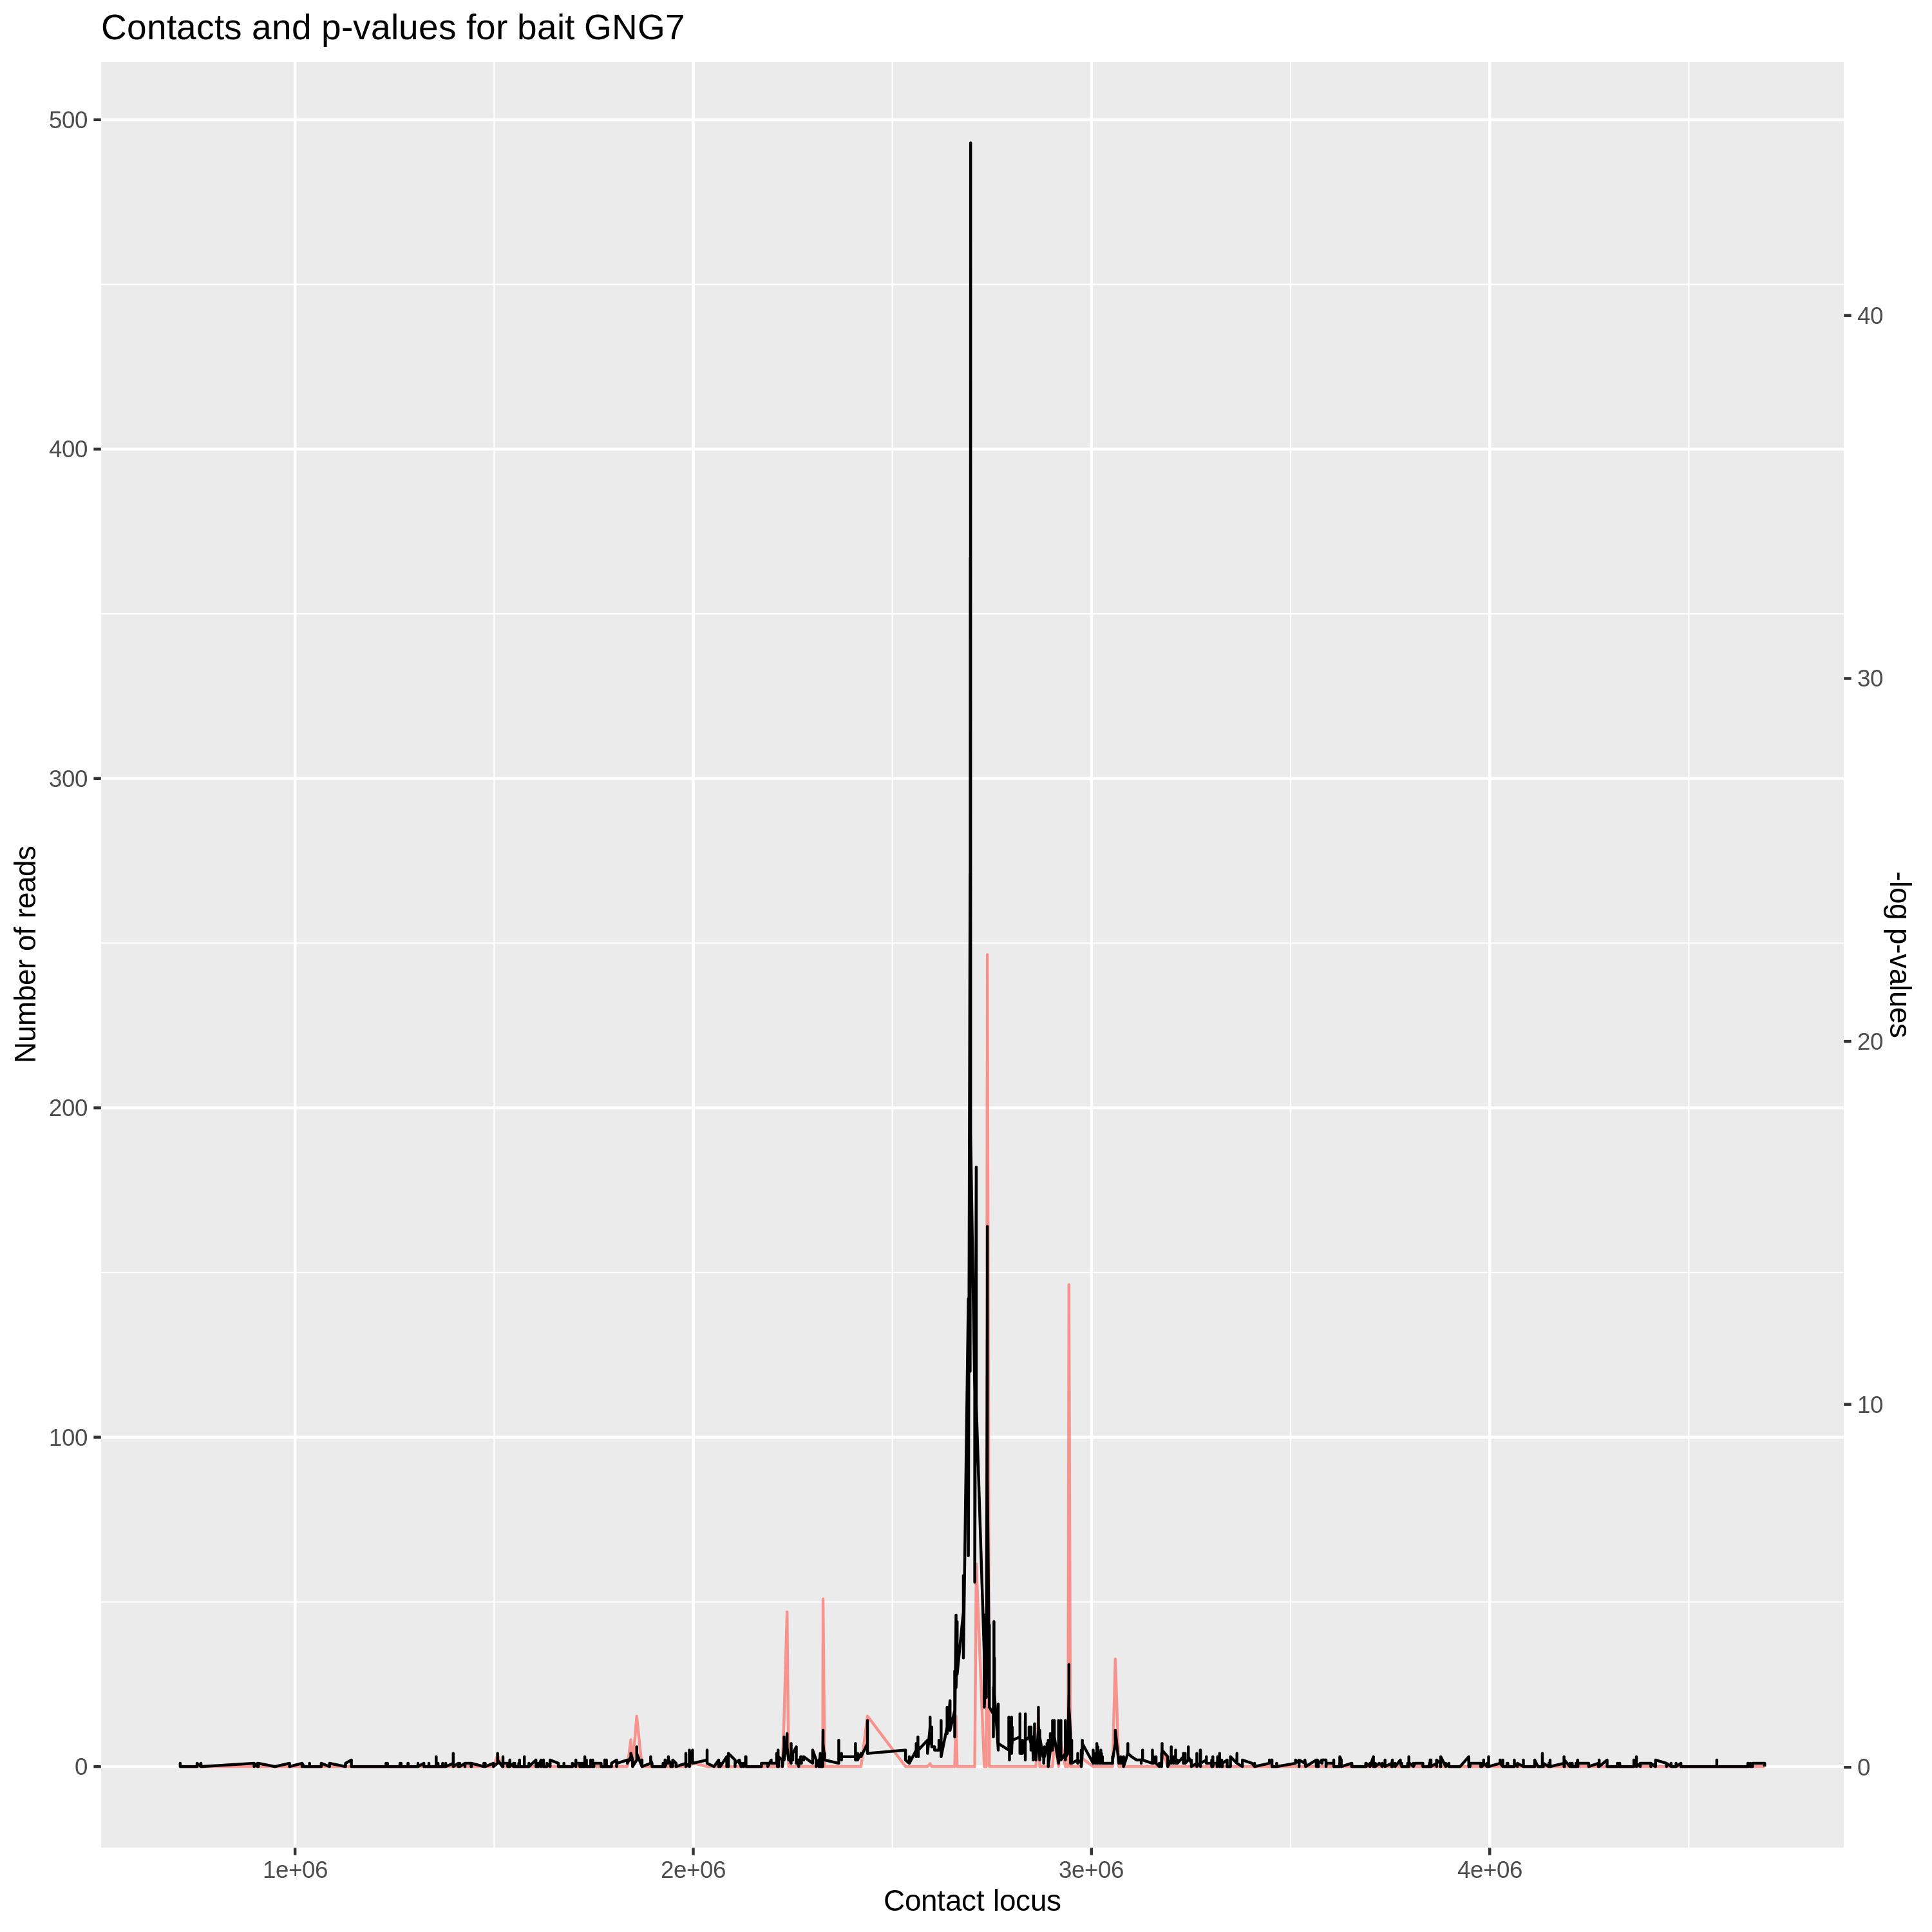 Contacts and p-values for bait GNG7
500
400
300
200
100
0
Number of reads
40
30
20
10
0
-log p-values
1e+06 2e+06 3e+06 4e+06
Contact locus